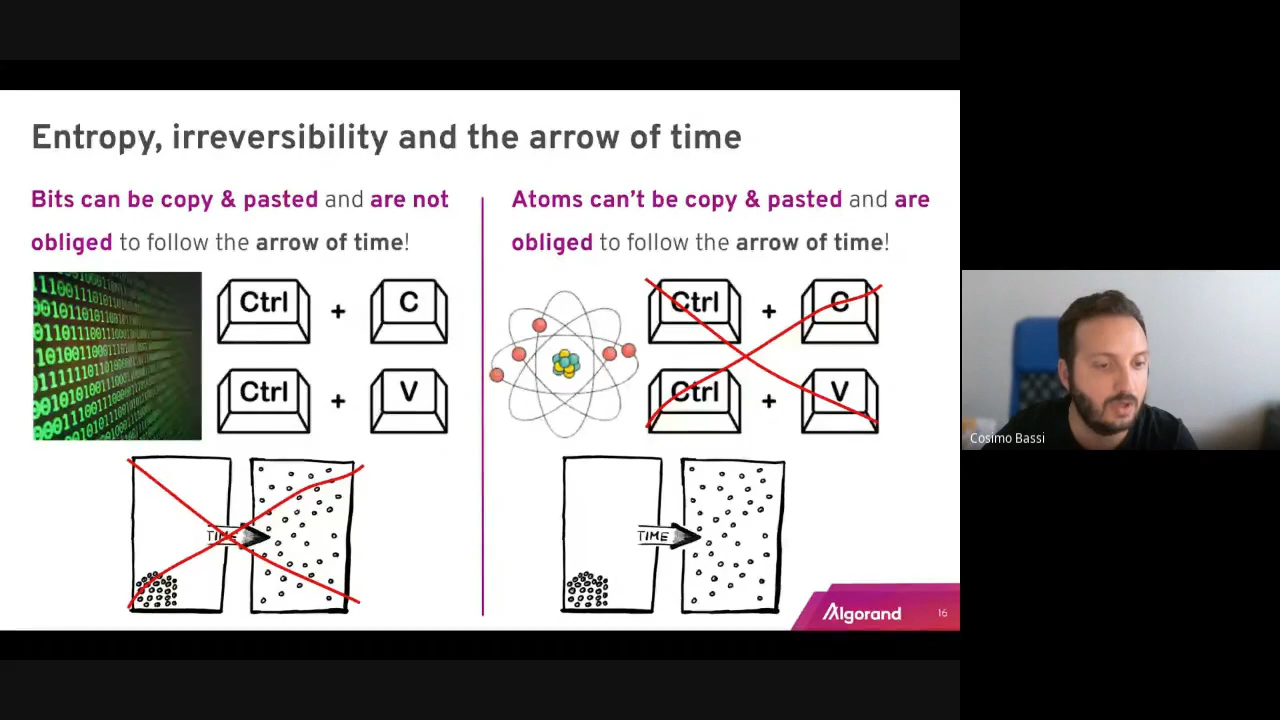 Entropy, irreversibility and the arrow of time
Bits can be copy & pasted and are not
obliged to follow the arrow of time!
Ctrl + C
Ctrl + V
TIME
Atoms can't be copy & pasted and are
obliged to follow the arrow of time!
Ctrl + C
Ctrl + V
TIME
Algorand
16
Cosimo Bassi